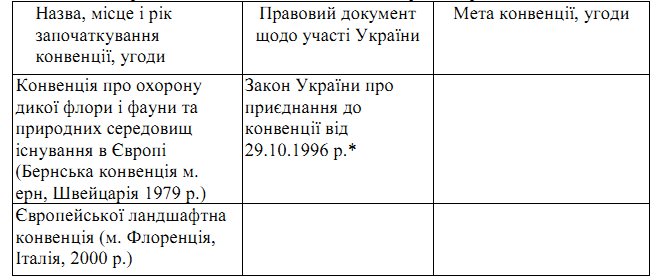 Назва, місце і рік
започаткування
конвенції, угоди
Правовий документ
щодо участі України
Мета конвенції, угоди
Конвенція про охорону
дикої флори і фауни та
природних середовищ
існування в Європі
(Бернська конвенція м.
ерн, Швейцарія 1979 р.)
Закон України про
приєднання до
конвенції від
29.10.1996 р.*
Європейської ландшафтна
конвенція (м. Флоренція,
Італія, 2000 р.)